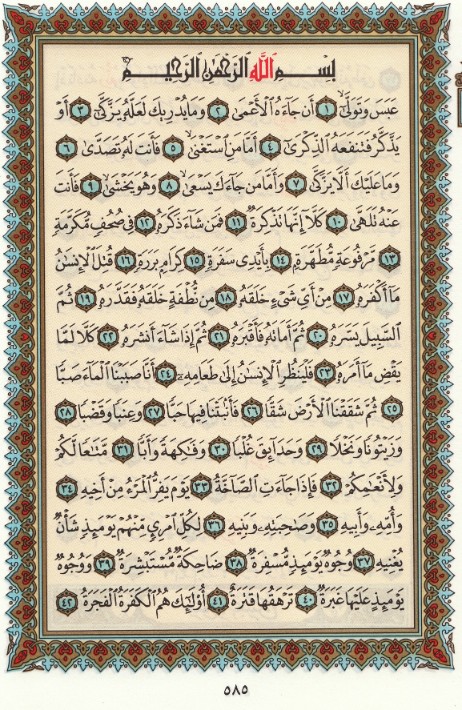 بِسْمِ ٱللَّهِ ٱلرَّحْمَٰنِ ٱلرَّحِيمِ
عَبَسَ وَتَوَلَّىٰٓ ١ أَن جَآءَهُ ٱلْأَعْمَىٰ ٢ وَمَا يُدْرِيكَ لَعَلَّهُۥ يَزَّكَّىٰٓ ٣ أَوْ
يَذَّكَّرُ فَتَنفَعَهُ ٱلذِّكْرَىٰٓ ٤ أَمَّا مَنِ ٱسْتَغْنَىٰ ٥ فَأَنتَ لَهُۥ تَصَدَّىٰ ٦
وَمَا عَلَيْكَ أَلَّا يَزَّكَّىٰ ٧ وَأَمَّا مَن جَآءَكَ يَسْعَىٰ ٨ وَهُوَ يَخْشَىٰ ٩ فَأَنتَ
عَنْهُ تَلَهَّىٰ ١٠ كَلَّآ إِنَّهَا تَذْكِرَةٌ ١١ فَمَن شَآءَ ذَكَرَهُۥ ١٢ فِى صُحُفٍ مُّكَرَّمَةٍ
١٣ مَّرْفُوعَةٍ مُّطَهَّرَةٍۭ ١٤ بِأَيْدِى سَفَرَةٍ ١٥ كِرَامٍۭ بَرَرَةٍ ١٦ قُتِلَ ٱلْإِنسَٰنُ
مَآ أَكْفَرَهُۥ ١٧ مِنْ أَىِّ شَىْءٍ خَلَقَهُۥ ١٨ مِن نُّطْفَةٍ خَلَقَهُۥ فَقَدَّرَهُۥ ١٩ ثُمَّ
ٱلسَّبِيلَ يَسَّرَهُۥ ٢٠ ثُمَّ أَمَاتَهُۥ فَأَقْبَرَهُۥ ٢١ ثُمَّ إِذَا شَآءَ أَنشَرَهُۥ ٢٢ كَلَّا لَمَّا
يَقْضِ مَآ أَمَرَهُۥ ٢٣ فَلْيَنظُرِ ٱلْإِنسَٰنُ إِلَىٰ طَعَامِهِۦٓ ٢٤ أَنَّا صَبَبْنَا ٱلْمَآءَ صَبًّا
٢٥ ثُمَّ شَقَقْنَا ٱلْأَرْضَ شَقًّا ٢٦ فَأَنۢبَتْنَا فِيهَا حَبًّا ٢٧ وَعِنَبًا وَقَضْبًا ٢٨
وَزَيْتُونًا وَنَخْلًا ٢٩ وَحَدَآئِقَ غُلْبًا ٣٠ وَفَٰكِهَةً وَأَبًّا ٣١ مَّتَٰعًا لَّكُمْ
وَلِأَنْعَٰمِكُمْ ٣٢ فَإِذَا جَآءَتِ ٱلصَّآخَّةُ ٣٣ يَوْمَ يَفِرُّ ٱلْمَرْءُ مِنْ أَخِيهِ ٣٤
وَأُمِّهِۦ وَأَبِيهِ ٣٥ وَصَٰحِبَتِهِۦ وَبَنِيهِ ٣٦ لِكُلِّ ٱمْرِئٍ مِّنْهُمْ يَوْمَئِذٍ شَأْنٌ
يُغْنِيهِ ٣٧ وُجُوهٌ يَوْمَئِذٍ مُّسْفِرَةٌ ٣٨ ضَاحِكَةٌ مُّسْتَبْشِرَةٌ ٣٩ وَوُجُوهٌ
يَوْمَئِذٍ عَلَيْهَا غَبَرَةٌ ٤٠ تَرْهَقُهَا قَتَرَةٌ ٤١ أُو۟لَٰٓئِكَ هُمُ ٱلْكَفَرَةُ ٱلْفَجَرَةُ ٤٢
٥٨٥